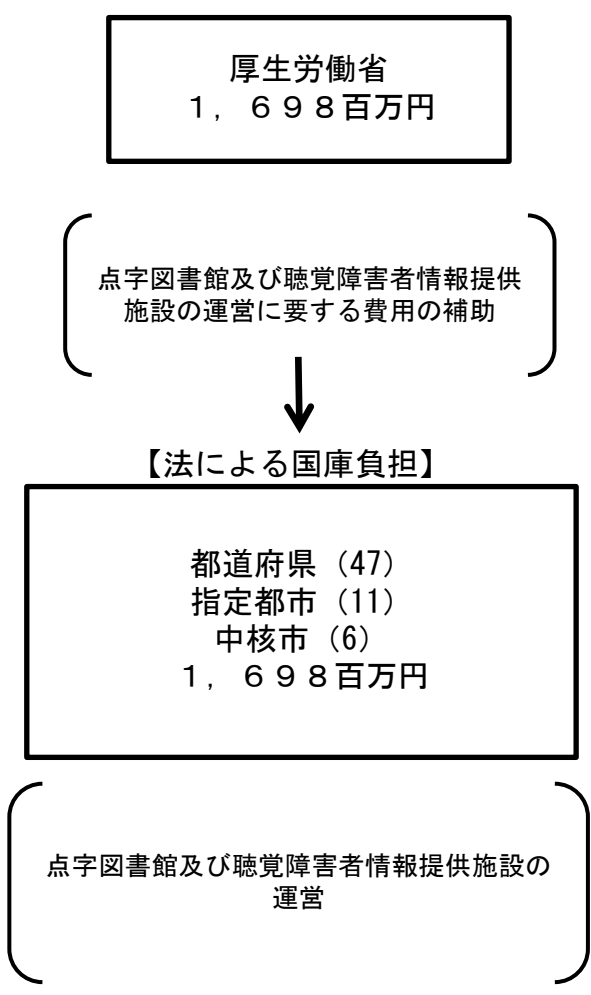 厚生労働省
１，６９８百万円
点字図書館及び聴覚障害者情報提供
施設の運営に要する費用の補助
【法による国庫負担】
都道府県（47）
指定都市（11）
中核市（6）
１，６９８百万円
点字図書館及び聴覚障害者情報提供施設の
運営